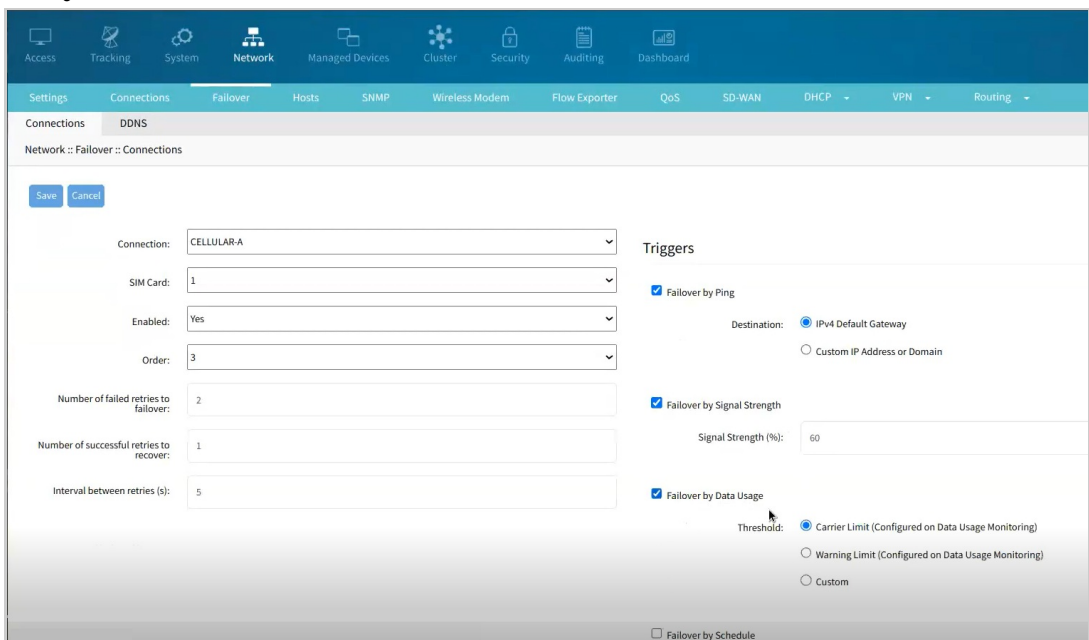 Access Tracking System Network Managed Devices Cluster Security Auditing Dashboard
Settings Connections Failover Hosts SNMP Wireless Modem Flow Exporter QoS SD-WAN DHCP VPN Routing
Connections DDNS
Network :: Failover :: Connections
Save Cancel
Connection: CELLULAR-A
SIM Card: 1
Enabled: Yes
Order: 3
Number of failed retries to
failover: 2
Number of successful retries to
recover: 1
Interval between retries (s): 5
Triggers
Failover by Ping
Destination: IPv4 Default Gateway
Custom IP Address or Domain
Failover by Signal Strength
Signal Strength (%): 60
Failover by Data Usage
Threshold: Carrier Limit (Configured on Data Usage Monitoring)
Warning Limit (Configured on Data Usage Monitoring)
Custom
Failover by Schedule